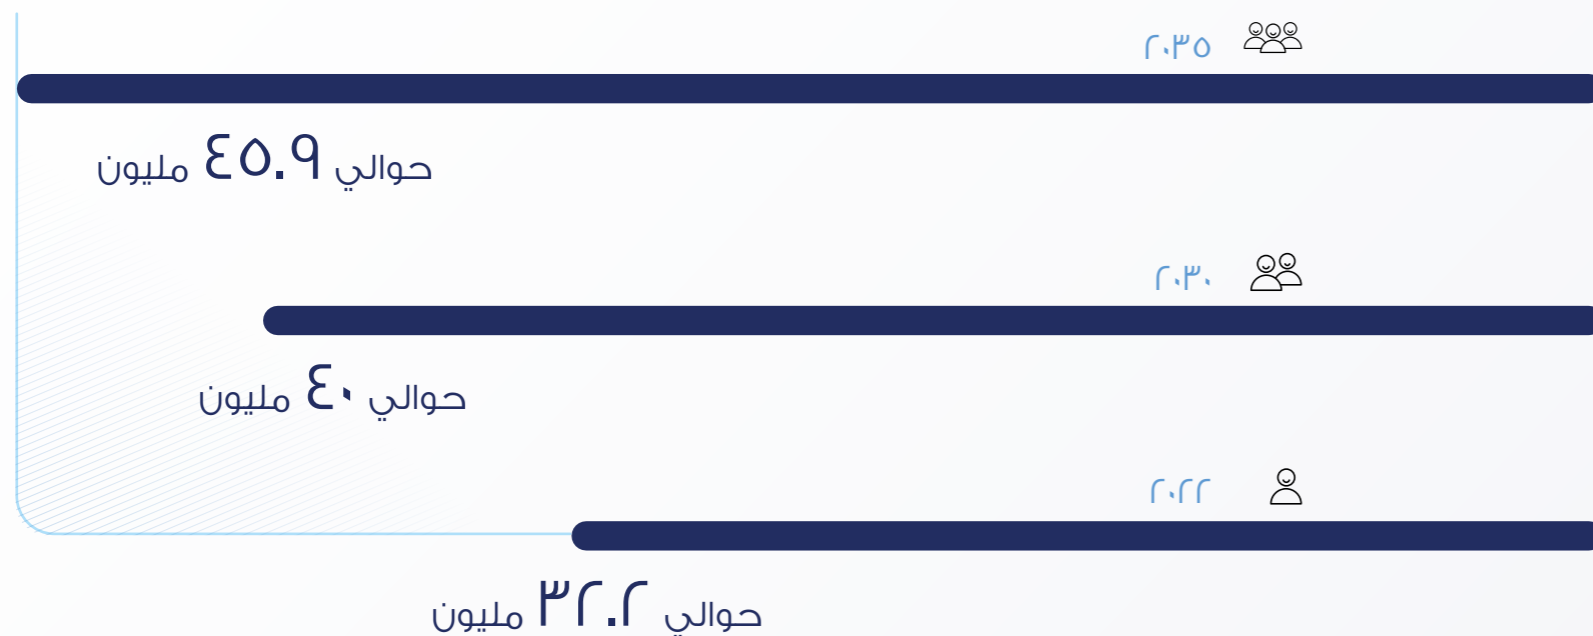 ٢٠٣٥
حوالي ٤٥.٩ مليون
٢٠٣٠
حوالي ٤٠ مليون
٢٠٢٢
حوالي ٣٢.٢ مليون